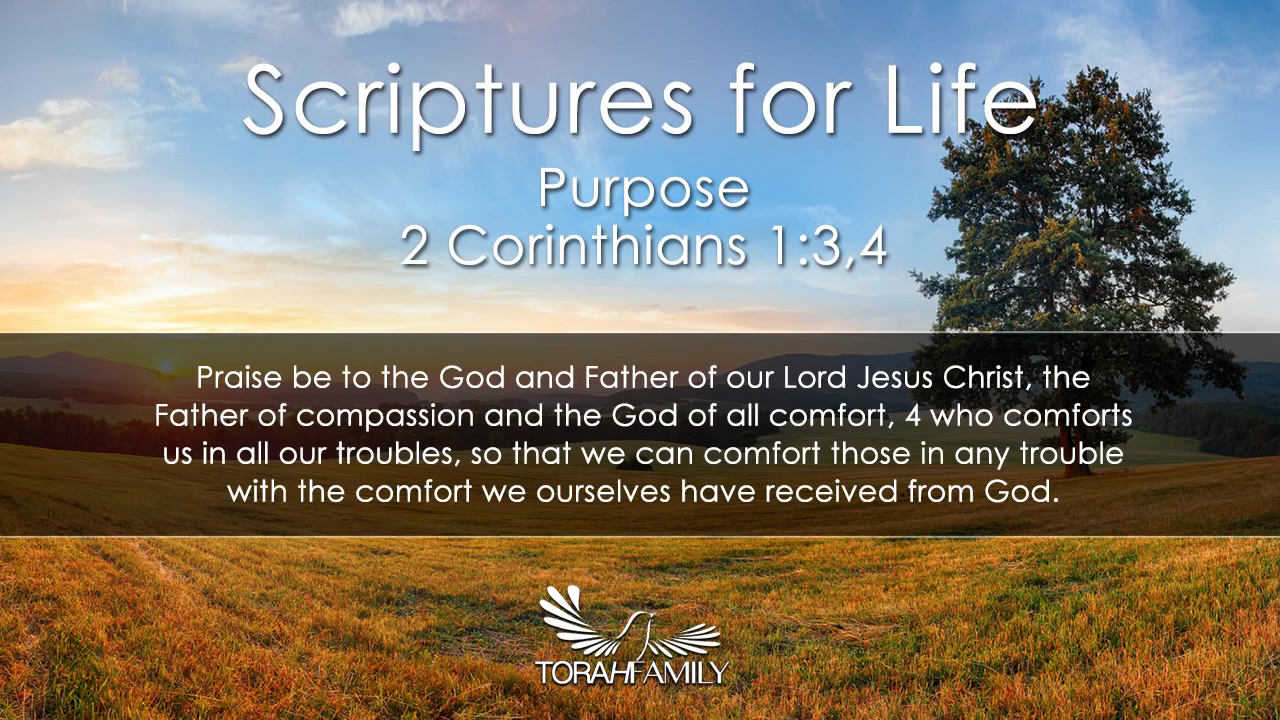 Scriptures for Life
Purpose
2 Corinthians 1:3,4
Praise be to the God and Father of our Lord Jesus Christ, the
Father of compassion and the God of all comfort, 4 who comforts
us in all our troubles, so that we can comfort those in any trouble
with the comfort we ourselves have received from God.
TORAHFAMILY